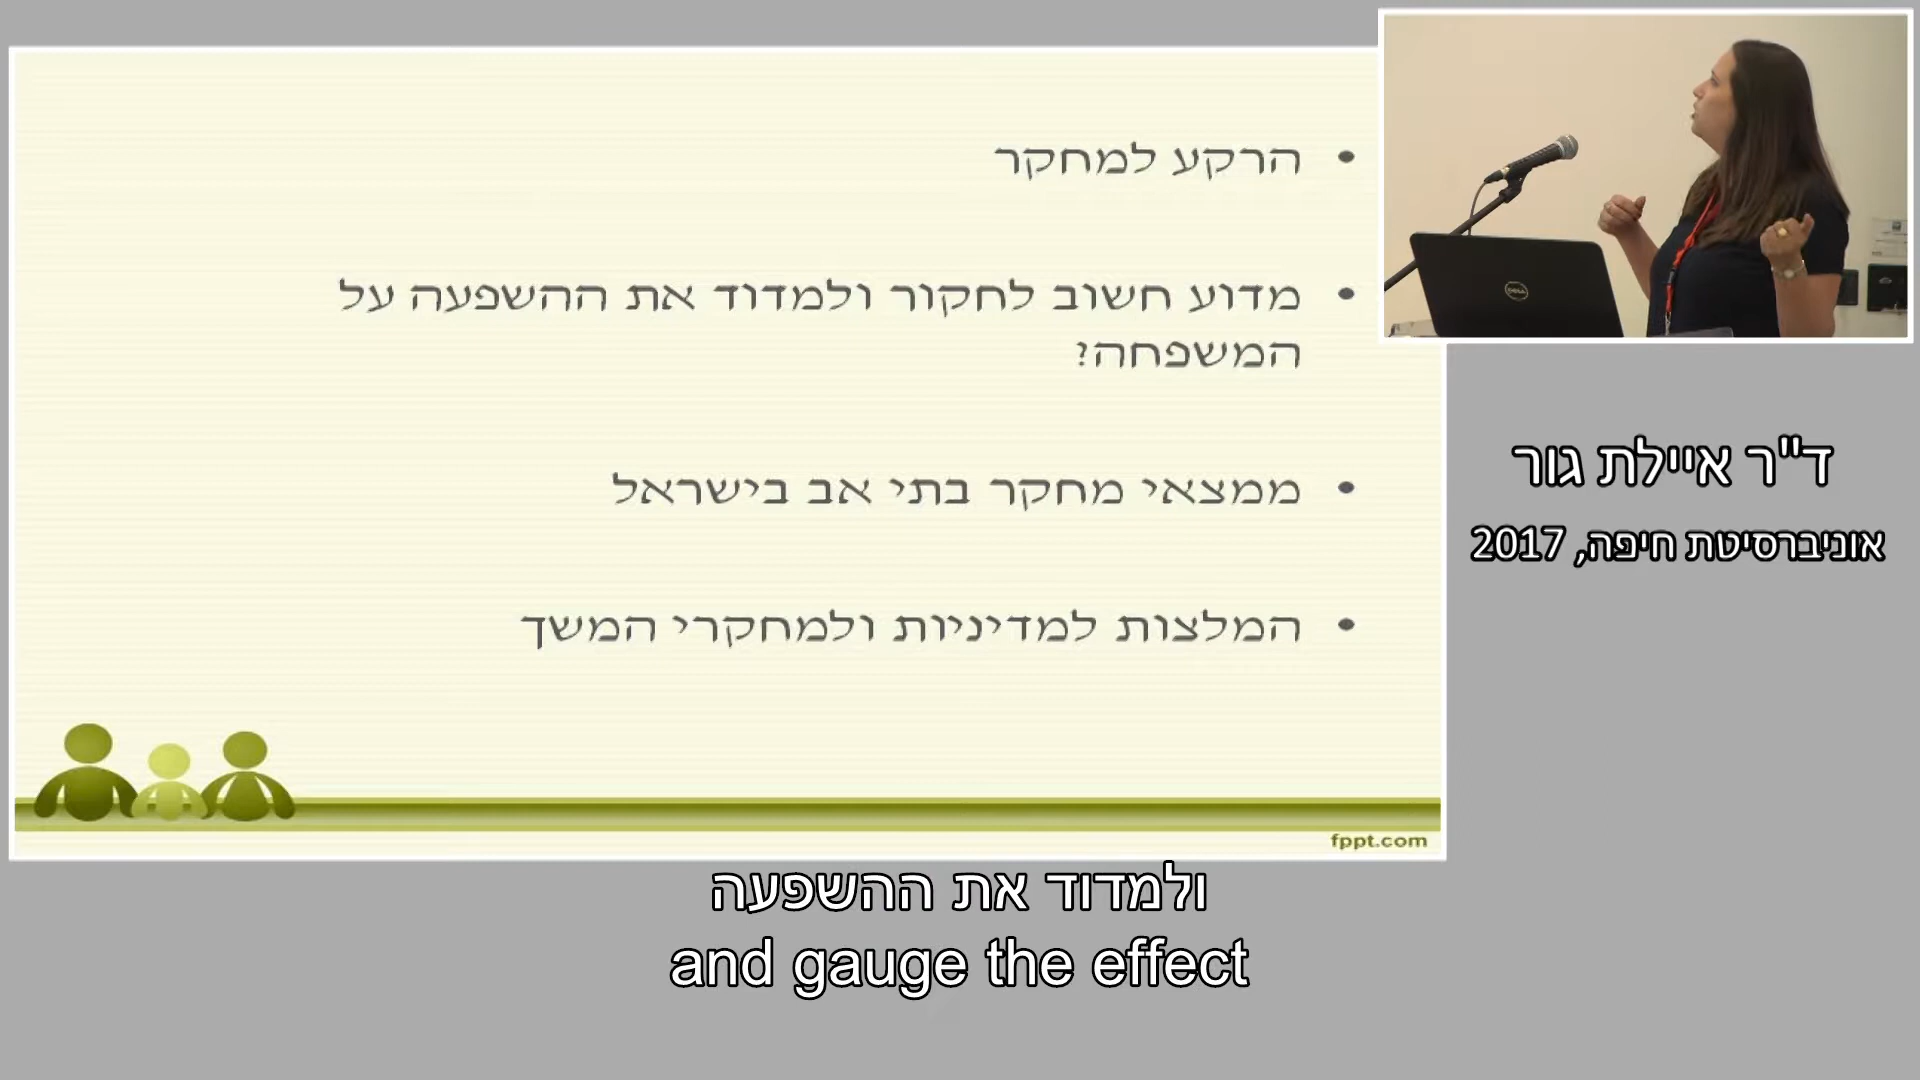 • הרקע למחקר
• מדוע חשוב לחקור ולמדוד את ההשפעה על
המשפחה?
• ממצאי מחקר בתי אב בישראל
• המלצות למדיניות ולמחקרי המשך
fppt.com
DELL
ד"ר איילת גור
אוניברסיטת חיפה, 2017
ולמדוד את ההשפעה
and gauge the effect